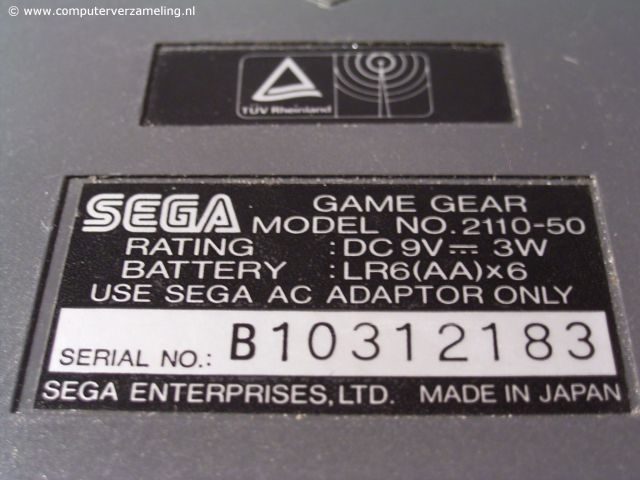 © www.computerverzameling.nl
TÜV Rheinland
SEGA
GAME GEAR
MODEL NO. 2110-50
RATING : DC 9V ⎓ 3W
BATTERY : LR6(AA)×6
USE SEGA AC ADAPTOR ONLY
SERIAL NO.: B10312183
SEGA ENTERPRISES, LTD. MADE IN JAPAN